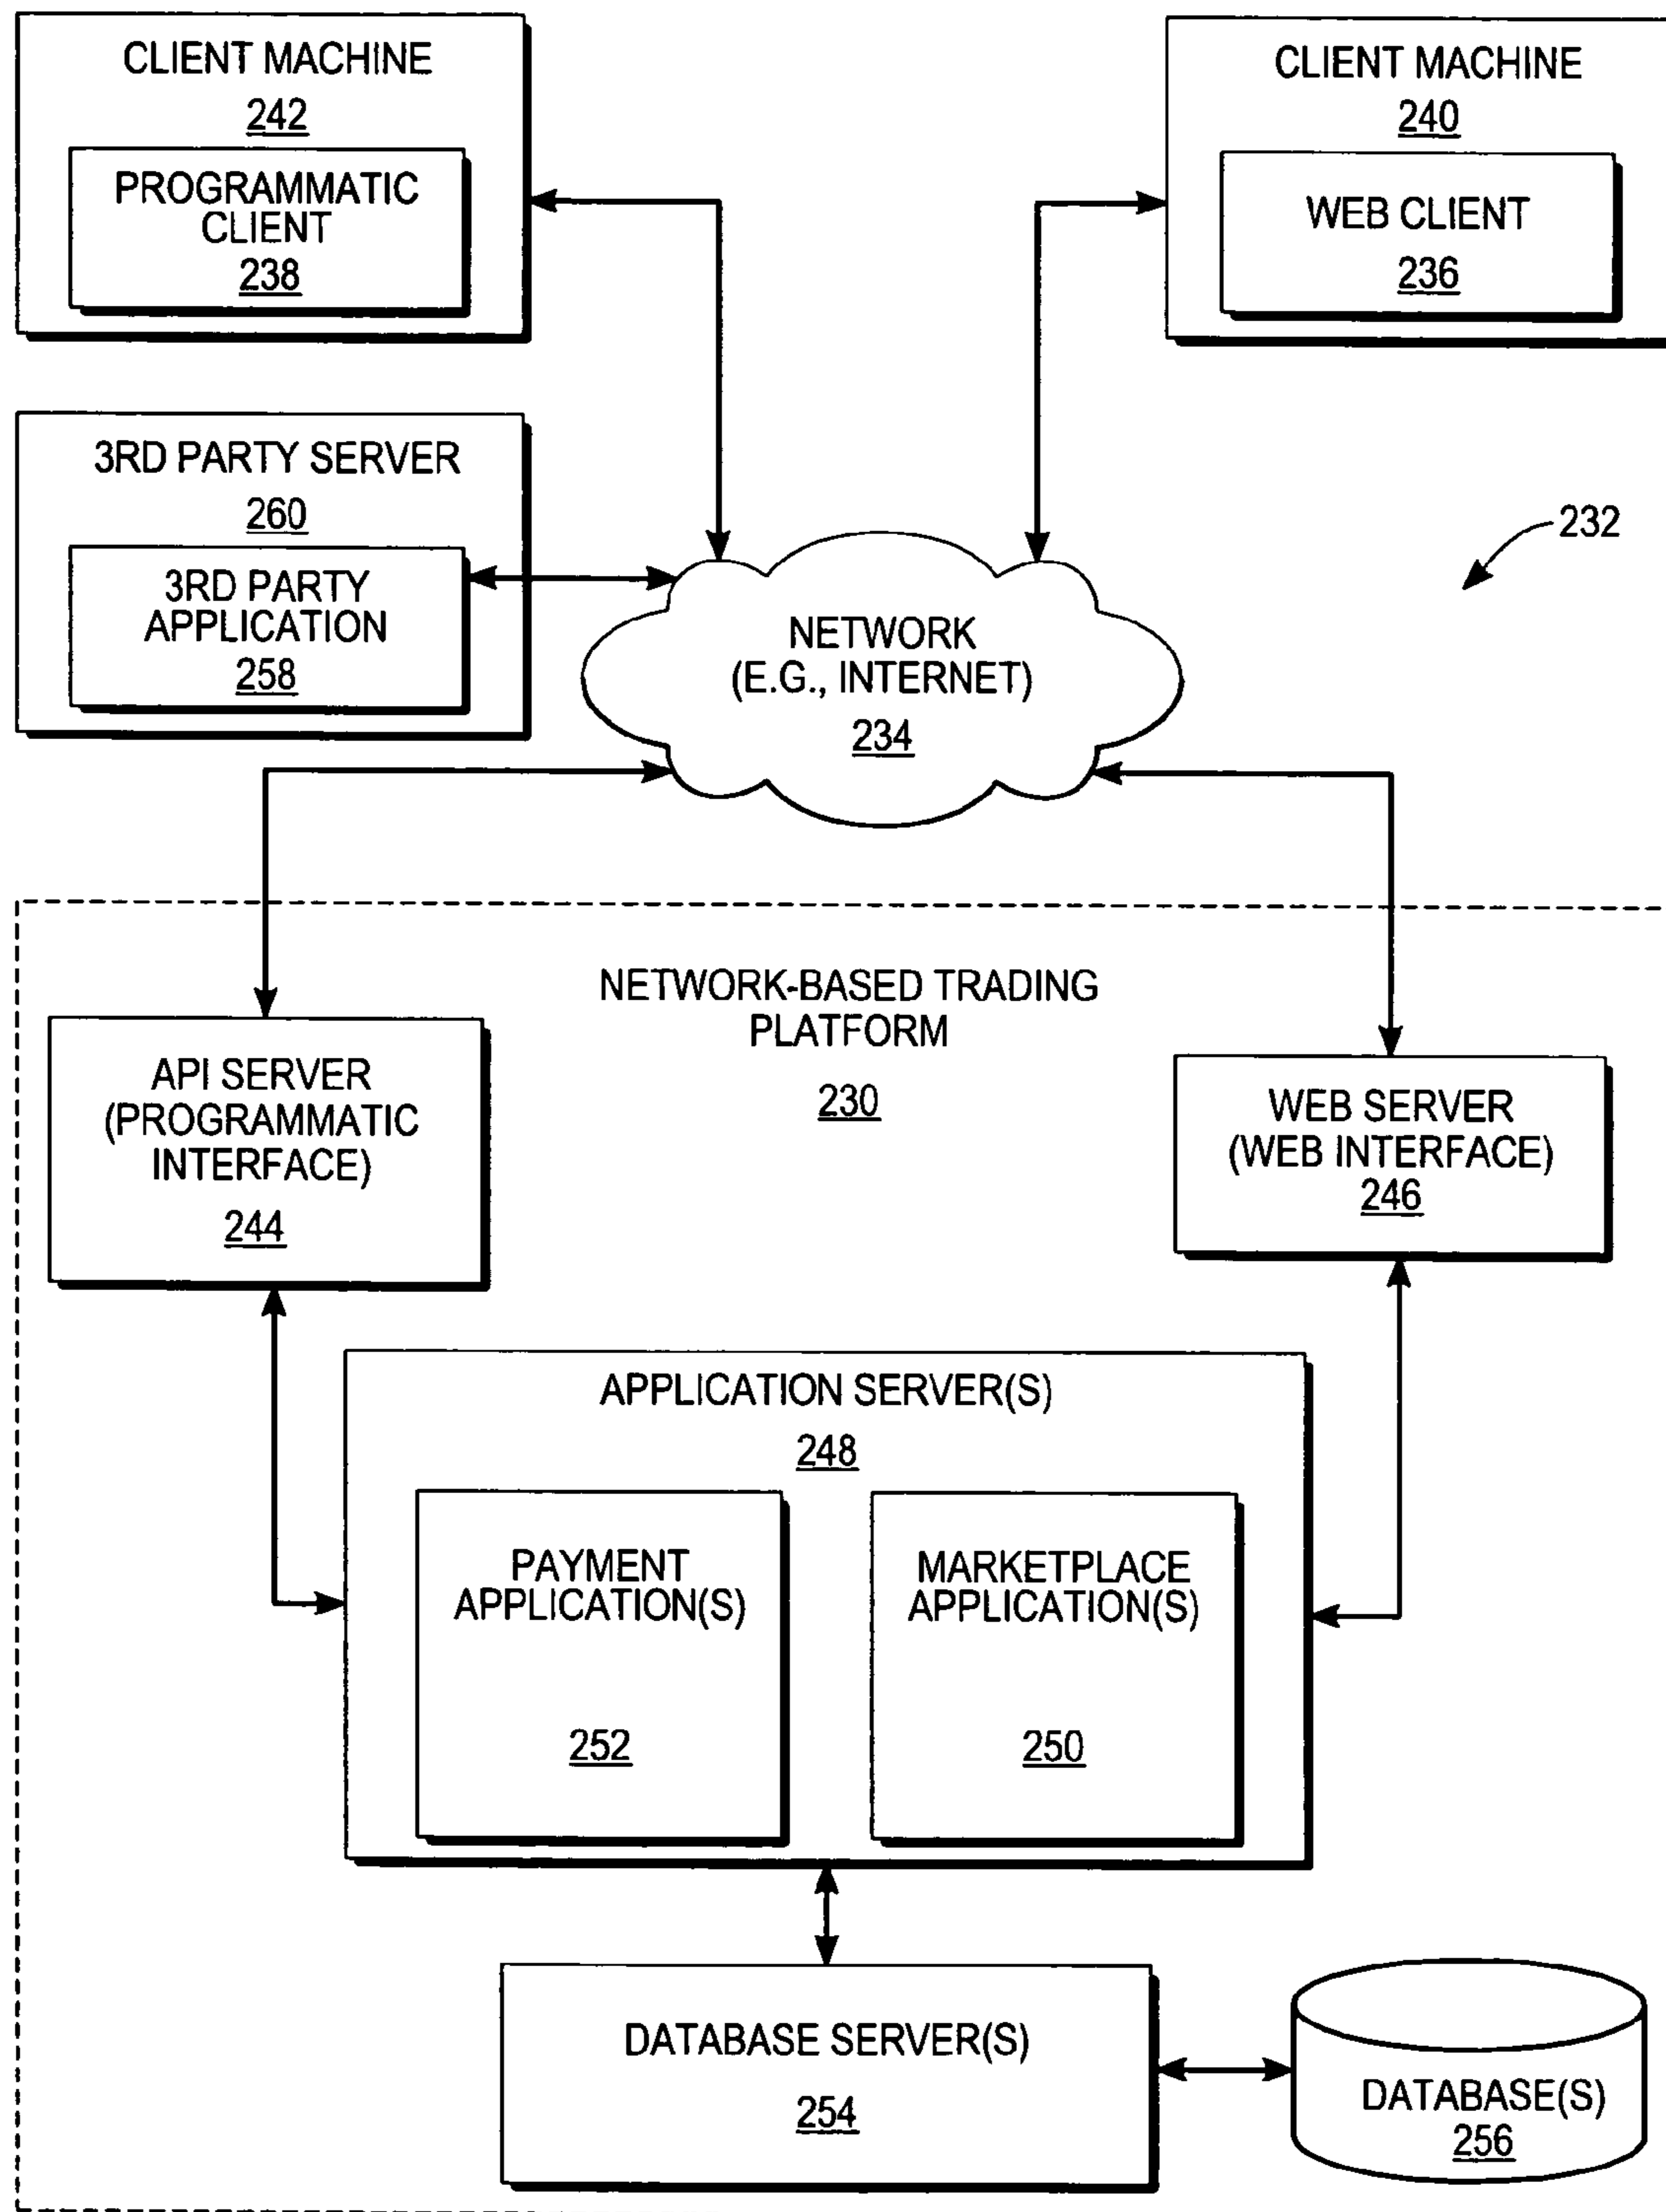 CLIENT MACHINE
242
PROGRAMMATIC
CLIENT
238
CLIENT MACHINE
240
WEB CLIENT
236
3RD PARTY SERVER
260
3RD PARTY
APPLICATION
258
232
NETWORK
(E.G., INTERNET)
234
NETWORK-BASED TRADING
PLATFORM
230
API SERVER
(PROGRAMMATIC
INTERFACE)
244
WEB SERVER
(WEB INTERFACE)
246
APPLICATION SERVER(S)
248
PAYMENT
APPLICATION(S)
252
MARKETPLACE
APPLICATION(S)
250
DATABASE SERVER(S)
254
DATABASE(S)
256